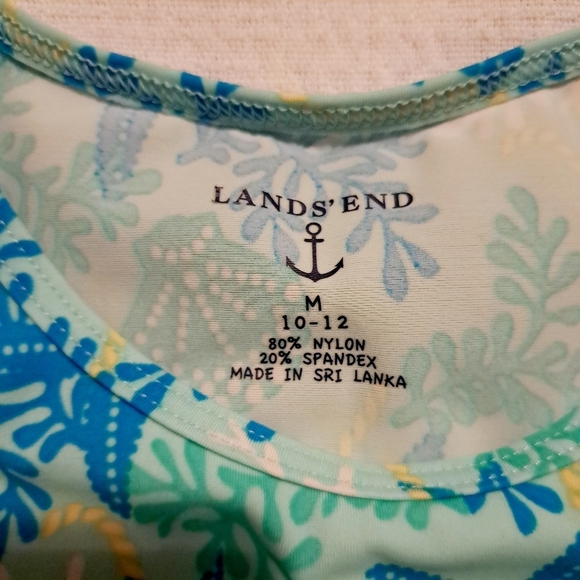 LANDS' END
M
10-12
80% NYLON
20% SPANDEX
MADE IN SRI LANKA